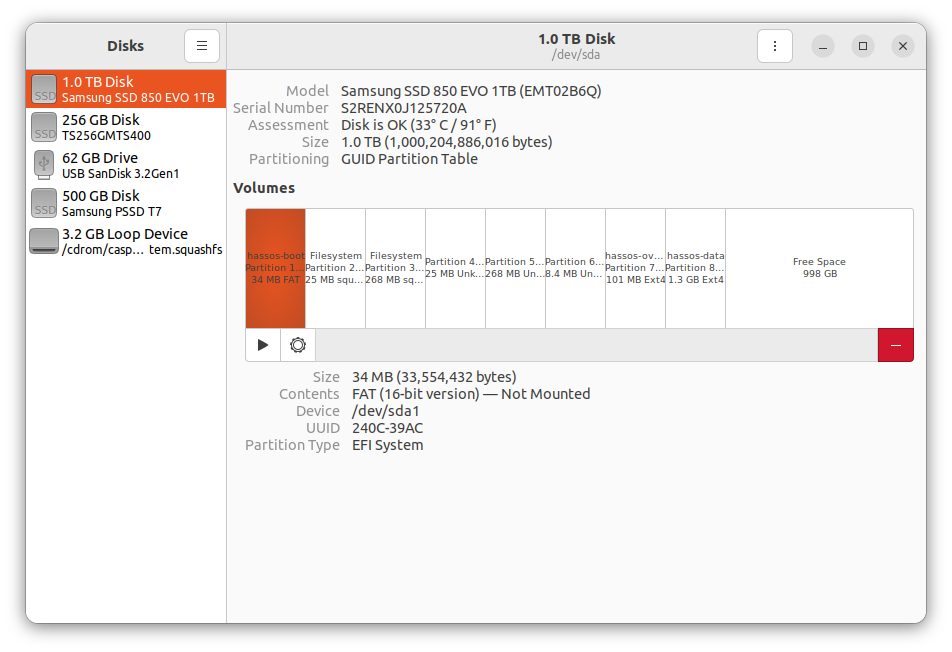 Disks
1.0 TB Disk
/dev/sda
SSD
1.0 TB Disk
Samsung SSD 850 EVO 1TB
SSD
256 GB Disk
TS256GMTS400
62 GB Drive
USB SanDisk 3.2Gen1
SSD
500 GB Disk
Samsung PSSD T7
3.2 GB Loop Device
/cdrom/casp... tem.squashfs
Model Samsung SSD 850 EVO 1TB (EMT02B6Q)
Serial Number S2RENX0J125720A
Assessment Disk is OK (33° C / 91° F)
Size 1.0 TB (1,000,204,886,016 bytes)
Partitioning GUID Partition Table
Volumes
hassos-boot
Partition 1...
34 MB FAT
Filesystem
Partition 2...
25 MB squ...
Filesystem
Partition 3...
268 MB sq...
Partition 4...
25 MB Unk...
Partition 5...
268 MB Un...
Partition 6...
8.4 MB Un...
hassos-ov...
Partition 7...
101 MB Ext4
hassos-data
Partition 8...
1.3 GB Ext4
Free Space
998 GB
Size 34 MB (33,554,432 bytes)
Contents FAT (16-bit version) — Not Mounted
Device /dev/sda1
UUID 240C-39AC
Partition Type EFI System